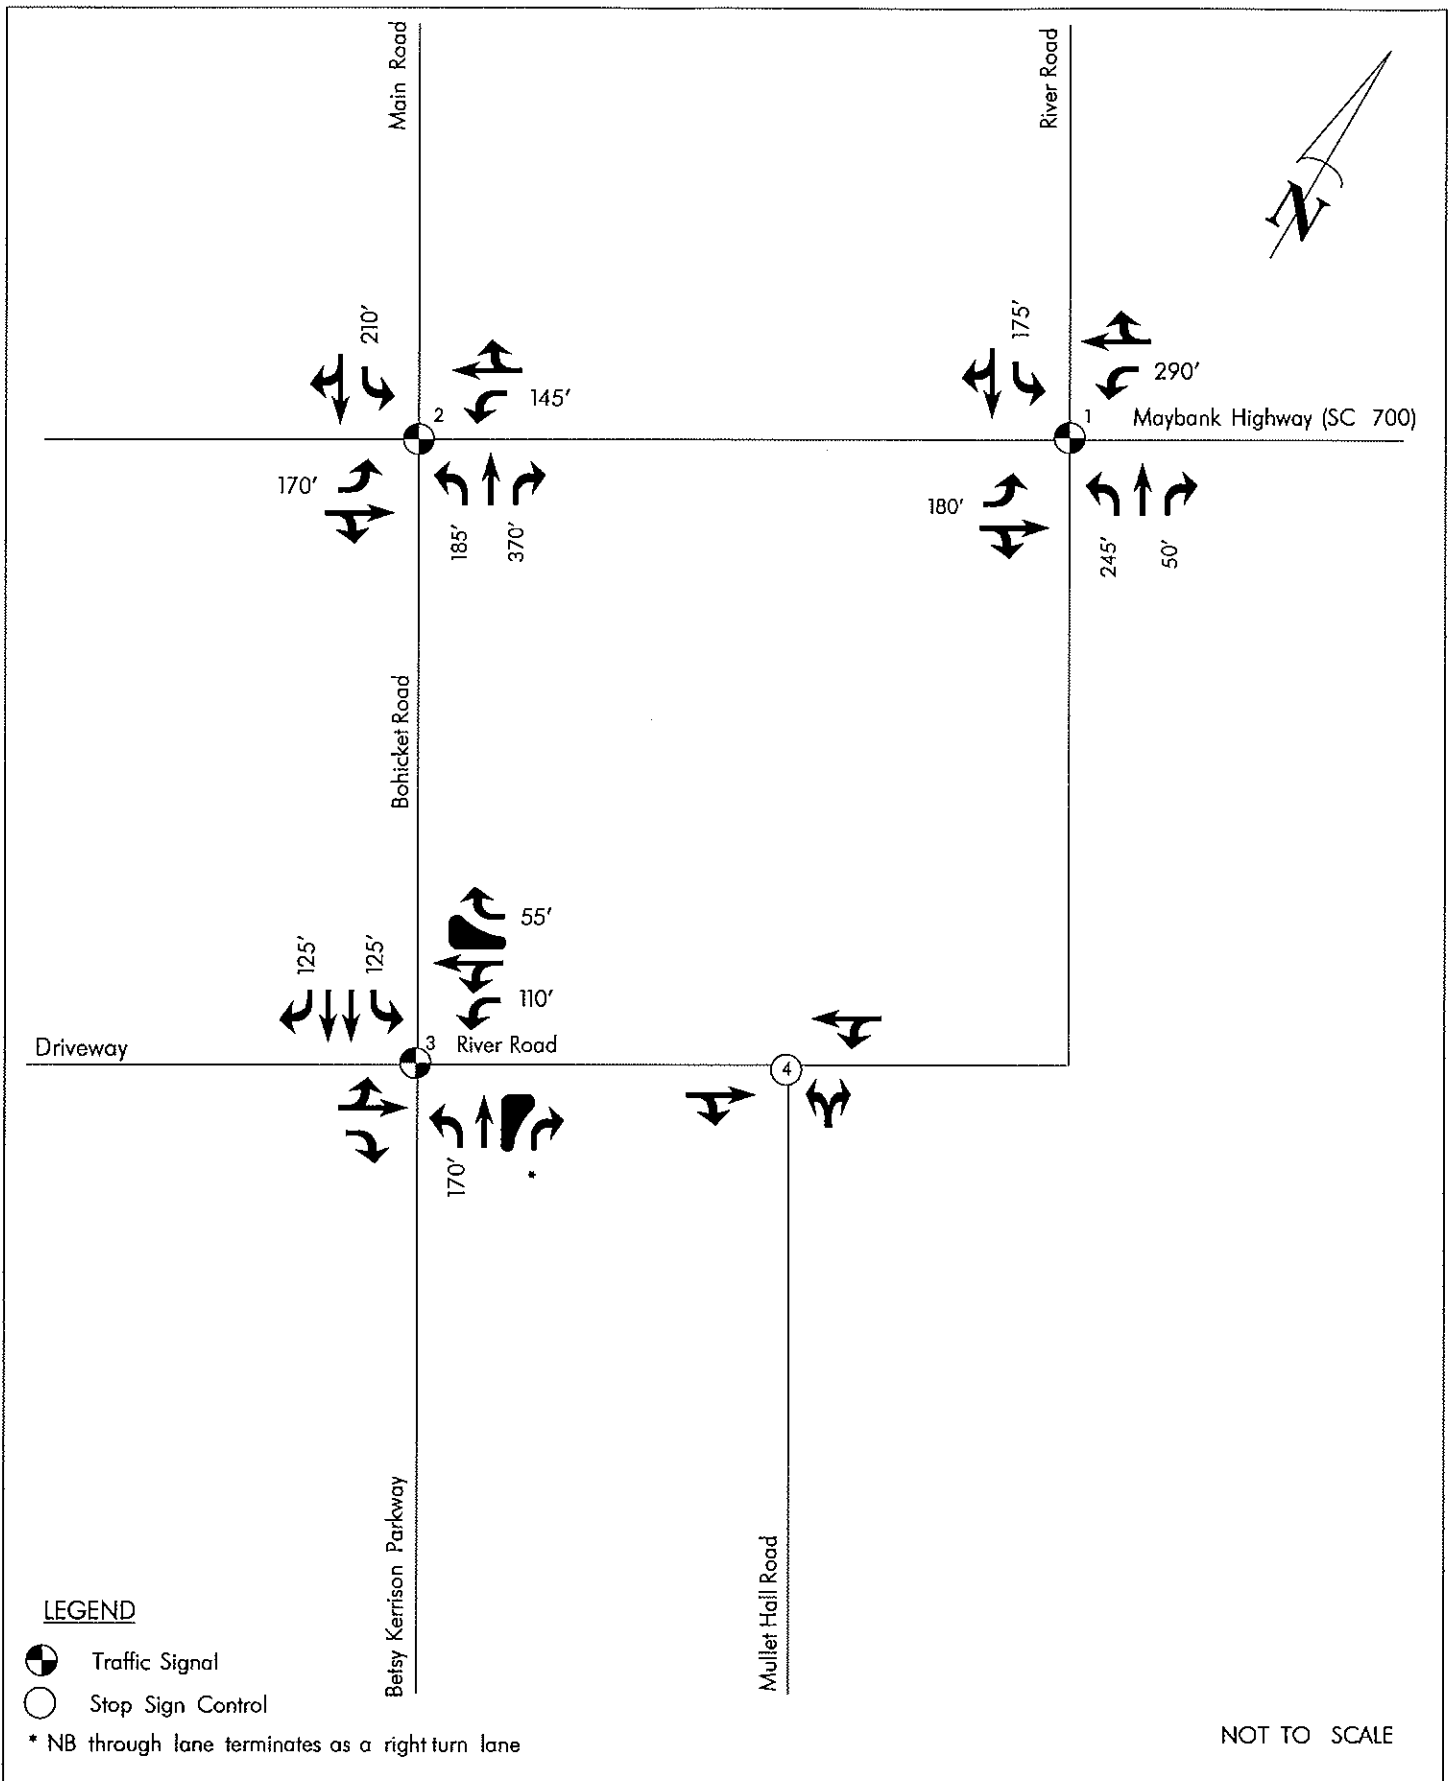 Main Road
River Road
N
210'
175'
145'
290'
2
1
Maybank Highway (SC 700)
170'
180'
185'
370'
245'
50'
Bohicket Road
55'
125'
125'
110'
Driveway
3
River Road
4
170'
*
Betsy Kerrison Parkway
Mullet Hall Road
LEGEND
Traffic Signal
Stop Sign Control
* NB through lane terminates as a right turn lane
NOT TO SCALE